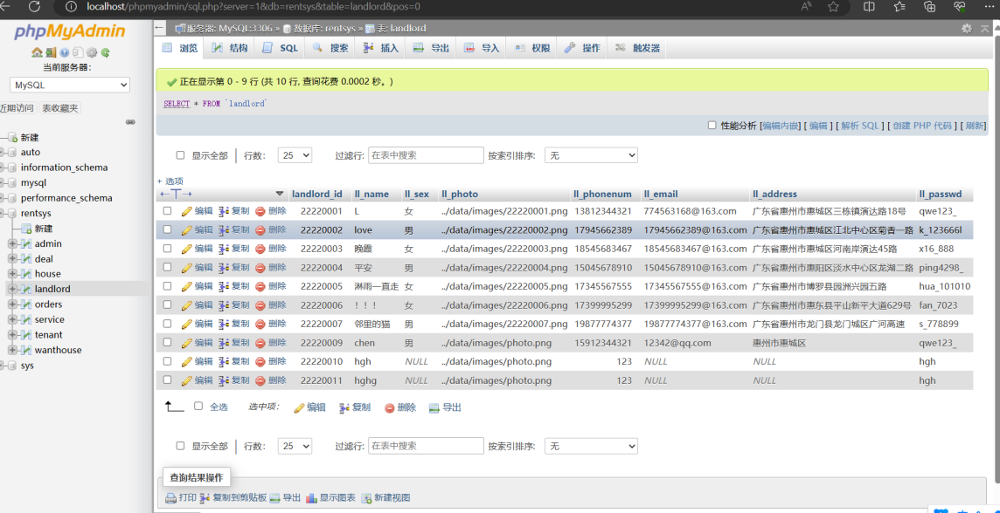 localhost/phpmyadmin/sql.php?server=1&db=rentsys&table=landlord&pos=0
phpMyAdmin
当前服务器：
MySQL
近期访问 表收藏夹
新建
auto
information_schema
mysql
performance_schema
rentsys
新建
admin
deal
house
landlord
orders
service
tenant
wanthouse
sys
服务器: MySQL:3306 » 数据库: rentsys » 表: landlord
浏览 结构 SQL 搜索 插入 导出 导入 权限 操作 触发器
正在显示第 0 - 9 行 (共 10 行, 查询花费 0.0002 秒。)
SELECT * FROM `landlord`
性能分析 [编辑内嵌] [ 编辑 ] [ 解析 SQL ] [ 创建 PHP 代码 ] [ 刷新]
显示全部 行数： 25 过滤行: 在表中搜索 按索引排序: 无
+ 选项
←T→ landlord_id ll_name ll_sex ll_photo ll_phonenum ll_email ll_address ll_passwd
编辑 复制 删除 22220001 L 女 ../data/images/22220001.png 13812344321 774563168@163.com 广东省惠州市惠城区三栋镇演达路18号 qwe123_
编辑 复制 删除 22220002 love 男 ../data/images/22220002.png 17945662389 17945662389@163.com 广东省惠州市惠城区江北中心区菊香一路 k_123666l
编辑 复制 删除 22220003 晚霞 女 ../data/images/22220003.png 18545683467 18545683467@163.com 广东省惠州市惠城区河南岸演达45路 x16_888
编辑 复制 删除 22220004 平安 男 ../data/images/22220004.png 15045678910 15045678910@163.com 广东省惠州市惠阳区淡水中心区龙湖二路 ping4298_
编辑 复制 删除 22220005 淋雨一直走 女 ../data/images/22220005.png 17345567555 17345567555@163.com 广东省惠州市博罗县园洲兴园五路 hua_101010
编辑 复制 删除 22220006 ！！！ 女 ../data/images/22220006.png 17399995299 17399995299@163.com 广东省惠州市惠东县平山新平大道629号 fan_7023
编辑 复制 删除 22220007 邻里的猫 男 ../data/images/22220007.png 19877774377 19877774377@163.com 广东省惠州市龙门县龙门城区广河高速 s_778899
编辑 复制 删除 22220009 chen 男 ../data/images/photo.png 15912344321 12342@qq.com 惠州市惠城区 qwe123_
编辑 复制 删除 22220010 hgh NULL ../data/images/photo.png 123 NULL NULL hgh
编辑 复制 删除 22220011 hghg NULL ../data/images/photo.png 123 NULL NULL hgh
全选 选中项: 编辑 复制 删除 导出
显示全部 行数： 25 过滤行: 在表中搜索 按索引排序: 无
查询结果操作
打印 复制到剪贴板 导出 显示图表 新建视图